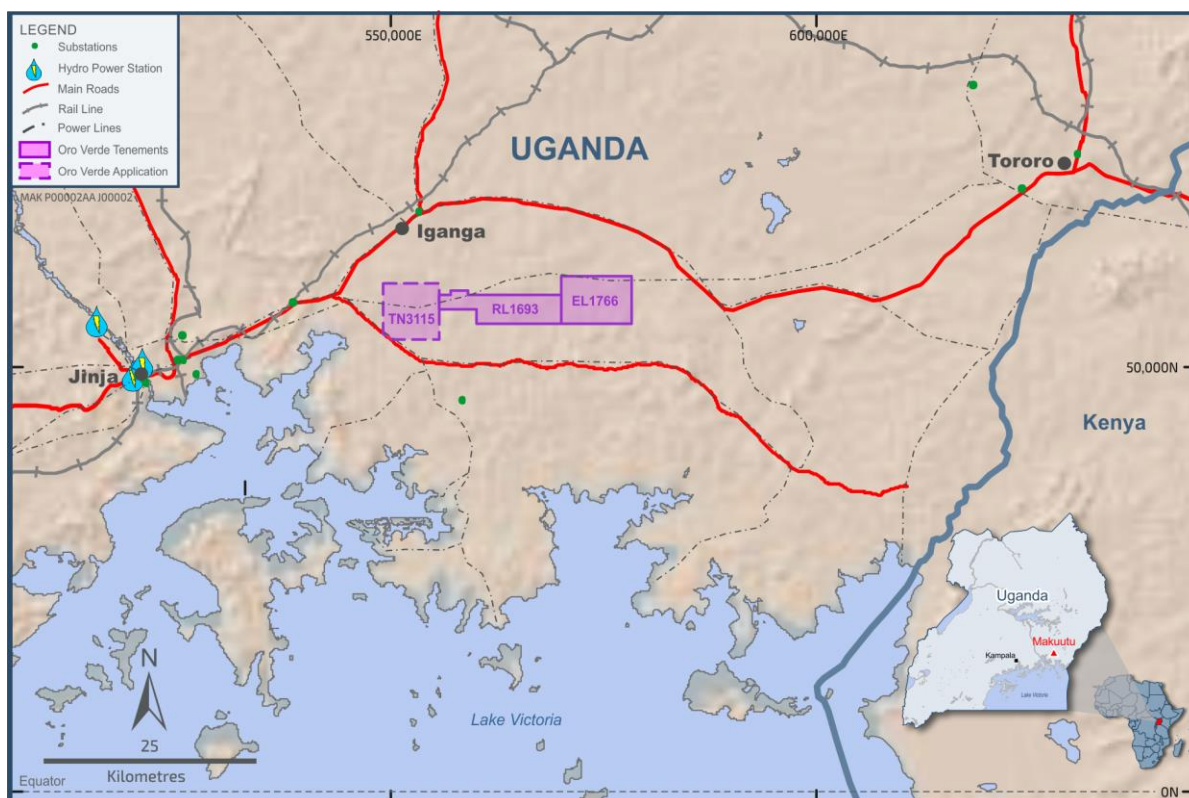 LEGEND
Substations
Hydro Power Station
Main Roads
Rail Line
Power Lines
Oro Verde Tenements
Oro Verde Application
MAK P00002AA J00002
550,000E
600,000E
UGANDA
Tororo
Iganga
TN3115
RL1693
EL1766
Jinja
50,000N
Kenya
N
25
Kilometres
Lake Victoria
Equator
0N
Uganda
Makuutu
Kampala
Lake Victoria